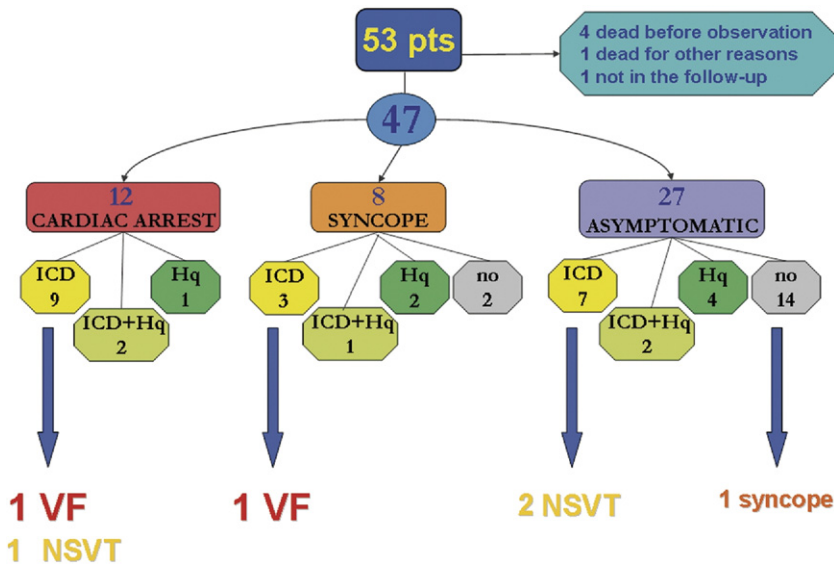 53 pts
4 dead before observation
1 dead for other reasons
1 not in the follow-up
47
12
CARDIAC ARREST
8
SYNCOPE
27
ASYMPTOMATIC
ICD
9
ICD+Hq
2
Hq
1
ICD
3
ICD+Hq
1
Hq
2
no
2
ICD
7
ICD+Hq
2
Hq
4
no
14
1 VF
1 NSVT
1 VF
2 NSVT
1 syncope